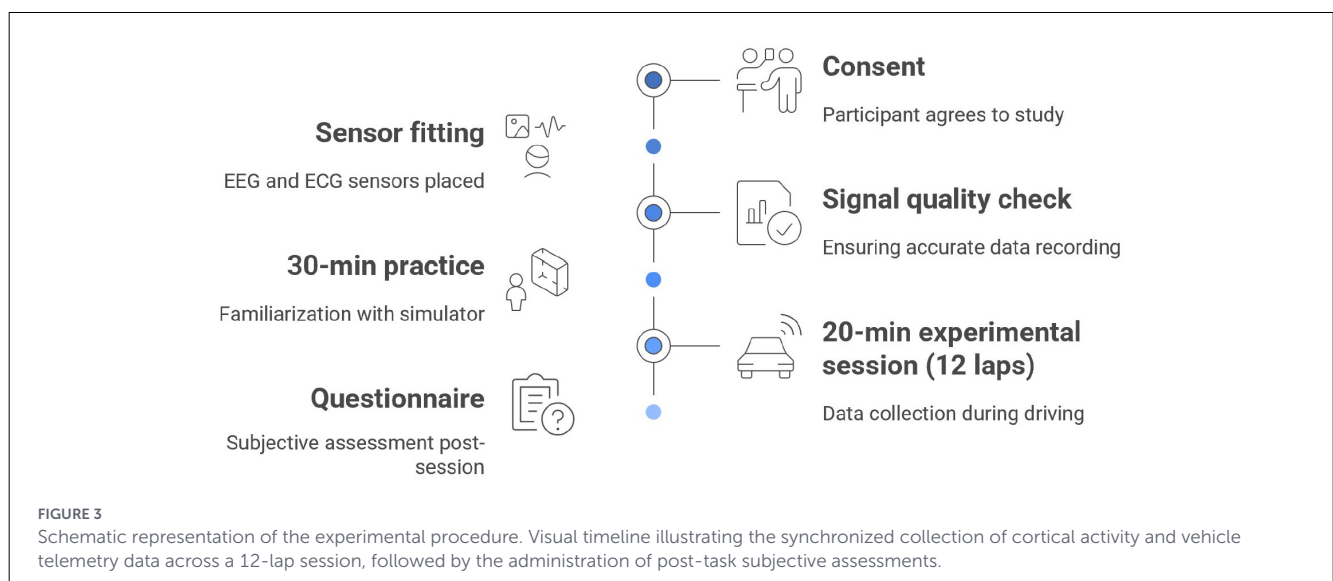 Consent
Participant agrees to study
Sensor fitting
EEG and ECG sensors placed
Signal quality check
Ensuring accurate data recording
30-min practice
Familiarization with simulator
20-min experimental
session (12 laps)
Data collection during driving
Questionnaire
Subjective assessment post-
session
FIGURE 3
Schematic representation of the experimental procedure. Visual timeline illustrating the synchronized collection of cortical activity and vehicle
telemetry data across a 12-lap session, followed by the administration of post-task subjective assessments.